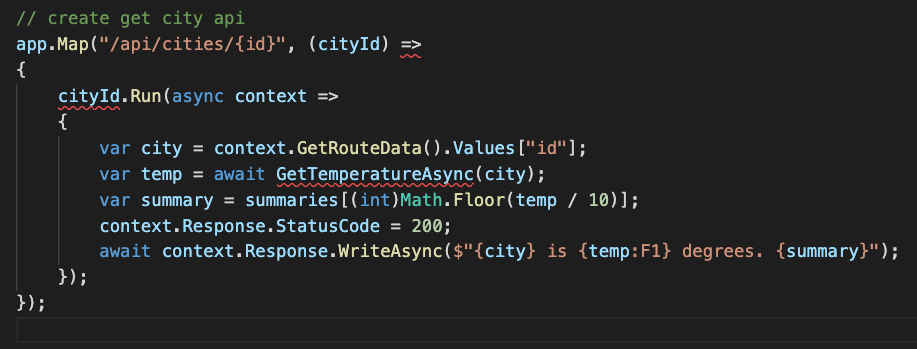 // create get city api
app.Map("/api/cities/{id}", (cityId) =>
{
    cityId.Run(async context =>
    {
        var city = context.GetRouteData().Values["id"];
        var temp = await GetTemperatureAsync(city);
        var summary = summaries[(int)Math.Floor(temp / 10)];
        context.Response.StatusCode = 200;
        await context.Response.WriteAsync($"{city} is {temp:F1} degrees. {summary}");
    });
});